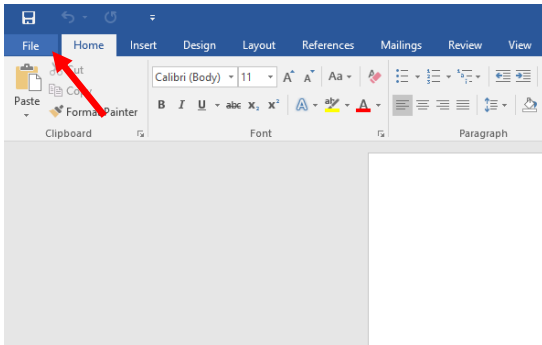 File Home Insert Design Layout References Mailings Review View
Calibri (Body) 11 A A Aa
Cut
Copy
Paste
Format Painter
B I U abc x₂ x² A aby A
Clipboard Font Paragraph